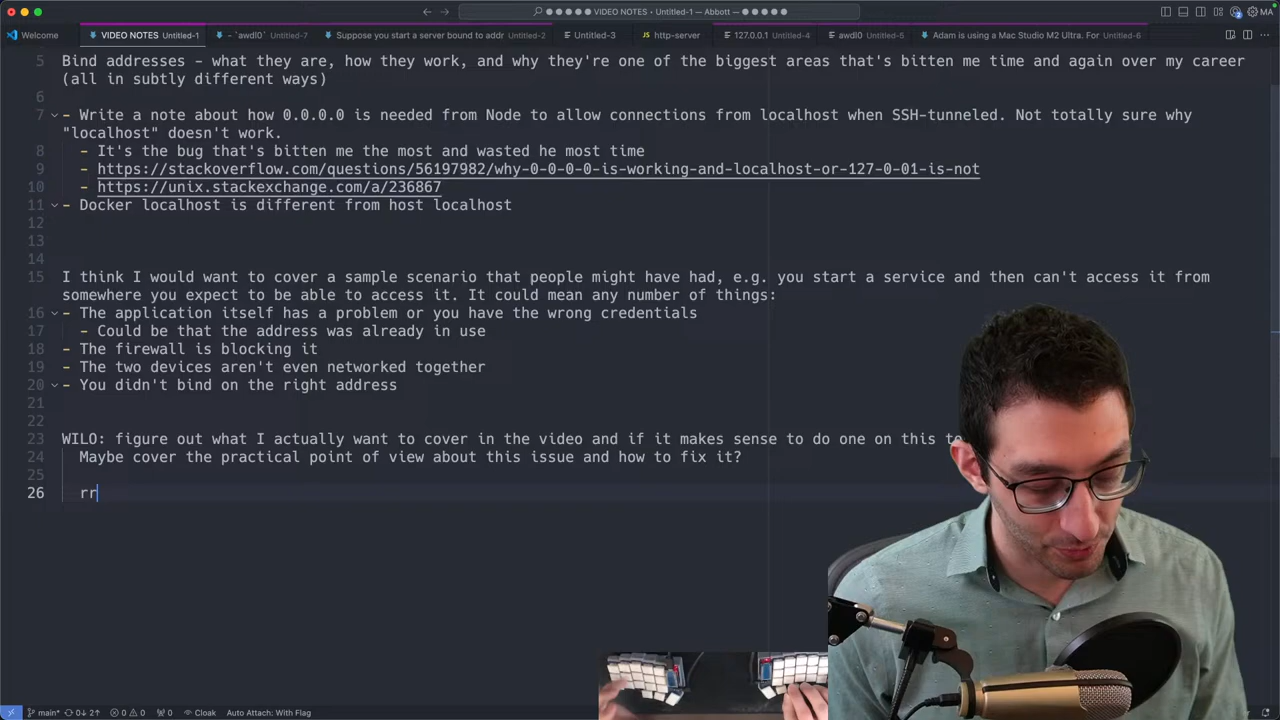 VIDEO NOTES • Untitled-1 — Abbott
MA
Welcome
VIDEO NOTES Untitled-1
- `awdl0` Untitled-7
Suppose you start a server bound to addr Untitled-2
Untitled-3
http-server
127.0.0.1 Untitled-4
awdl0 Untitled-5
Adam is using a Mac Studio M2 Ultra. For Untitled-6
5 Bind addresses - what they are, how they work, and why they're one of the biggest areas that's bitten me time and again over my career
(all in subtly different ways)
6
7 - Write a note about how 0.0.0.0 is needed from Node to allow connections from localhost when SSH-tunneled. Not totally sure why
"localhost" doesn't work.
8 - It's the bug that's bitten me the most and wasted he most time
9 - https://stackoverflow.com/questions/56197982/why-0-0-0-0-is-working-and-localhost-or-127-0-01-is-not
10 - https://unix.stackexchange.com/a/236867
11 - Docker localhost is different from host localhost
12
13
14
15 I think I would want to cover a sample scenario that people might have had, e.g. you start a service and then can't access it from
somewhere you expect to be able to access it. It could mean any number of things:
16 - The application itself has a problem or you have the wrong credentials
17 - Could be that the address was already in use
18 - The firewall is blocking it
19 - The two devices aren't even networked together
20 - You didn't bind on the right address
21
22
23 WILO: figure out what I actually want to cover in the video and if it makes sense to do one on this
24 Maybe cover the practical point of view about this issue and how to fix it?
25
26 rr
main* 0↓ 2↑ 0 0 0 Cloak Auto Attach: With Flag